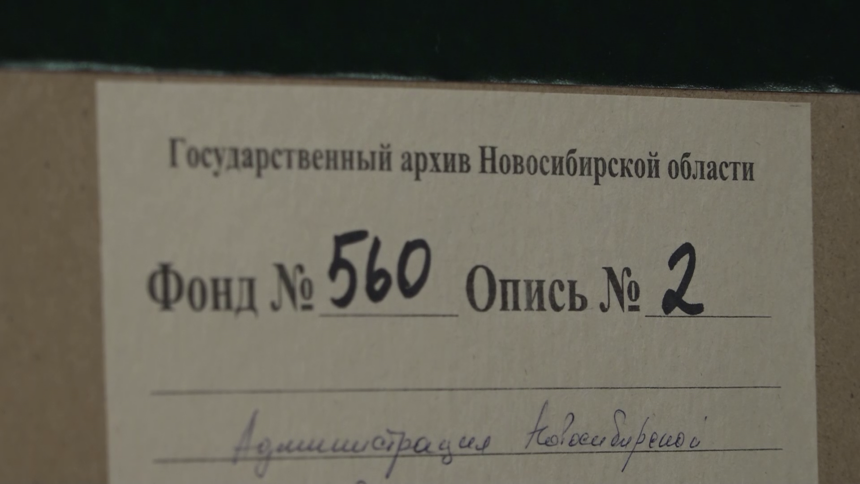 Государственный архив Новосибирской области
Фонд № 560 Опись № 2
Администрация Новосибирской